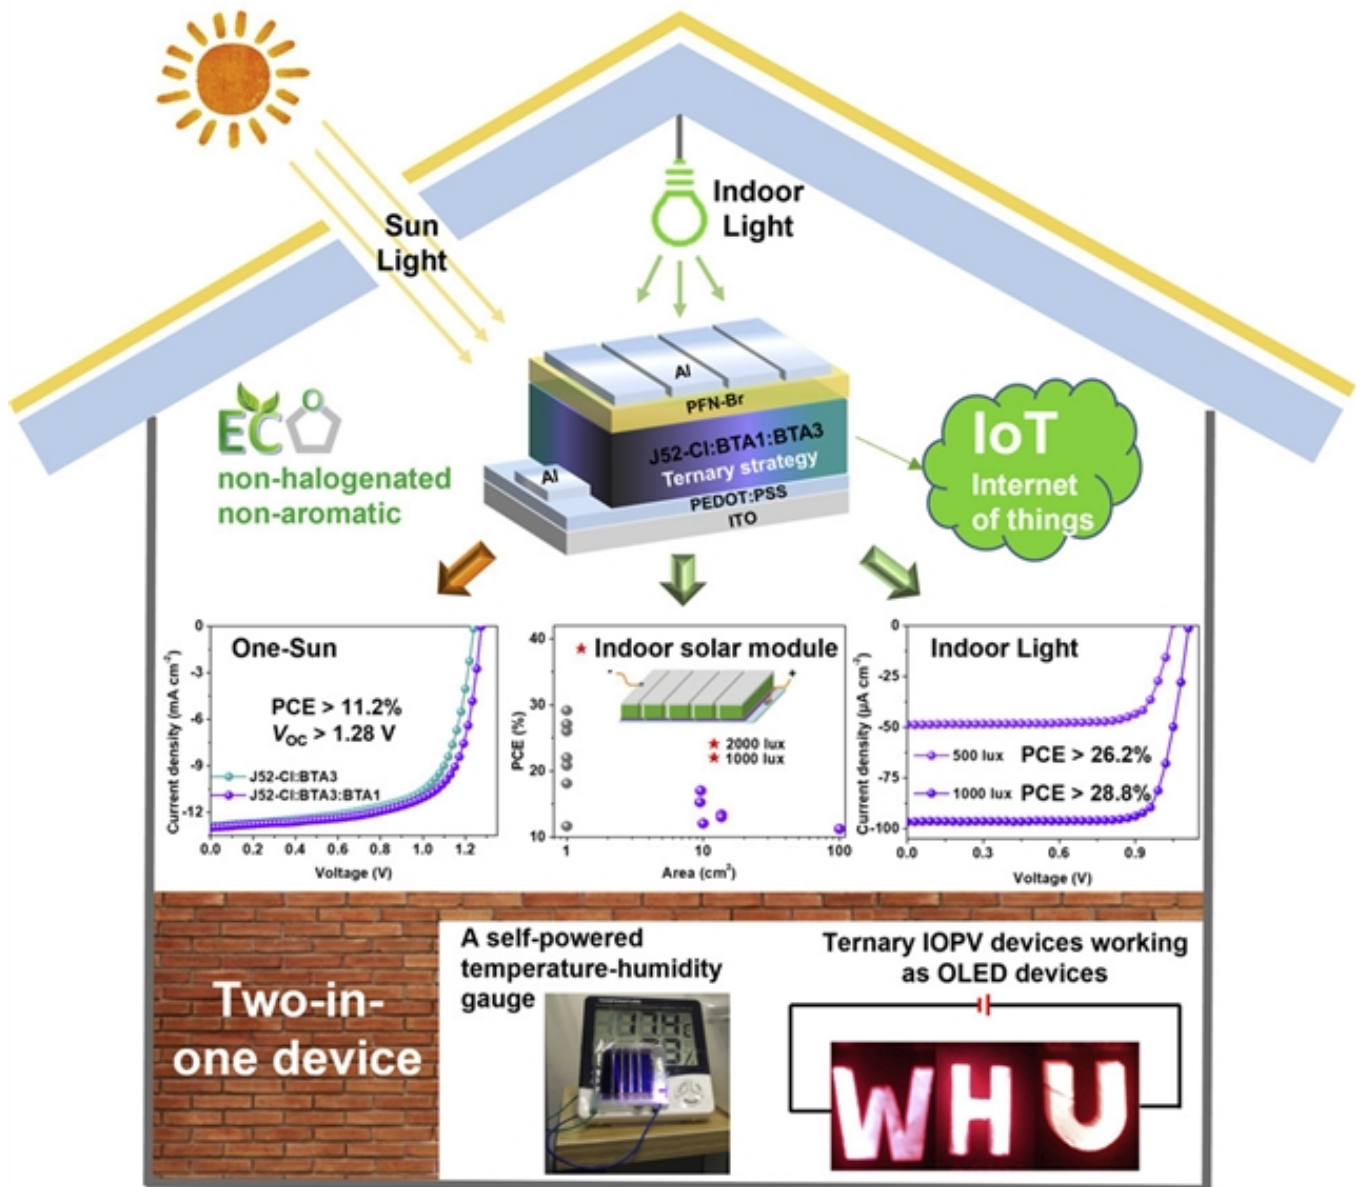 Sun
Light
Indoor
Light
ECO
non-halogenated
non-aromatic
Al
PFN-Br
J52-Cl:BTA1:BTA3
Ternary strategy
Al
PEDOT:PSS
ITO
IoT
Internet
of things
One-Sun
PCE > 11.2%
VOC > 1.28 V
J52-Cl:BTA3
J52-Cl:BTA3:BTA1
Current density (mA cm-2)
0
-3
-6
-9
-12
0.0 0.2 0.4 0.6 0.8 1.0 1.2
Voltage (V)
Indoor solar module
- +
2000 lux
1000 lux
PCE (%)
40
30
20
10
1 10 100
Area (cm2)
Indoor Light
500 lux PCE > 26.2%
1000 lux PCE > 28.8%
Current density (μA cm-2)
0
-25
-50
-75
-100
0.0 0.3 0.6 0.9
Voltage (V)
Two-in-
one device
A self-powered
temperature-humidity
gauge
Ternary IOPV devices working
as OLED devices
W H U